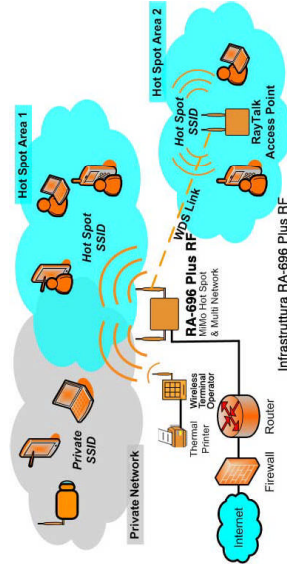 Hot Spot Area 1
Hot Spot
SSID
Private
SSID
Private Network
Hot Spot Area 2
Hot Spot
SSID
RayTalk
Access Point
WDS Link
RA-696 Plus RF
MiMo Hot Spot
& Multi Network
Wireless
Terminal
Operator
Thermal
Printer
Router
Firewall
Internet
Infrastruttura RA-696 Plus RF